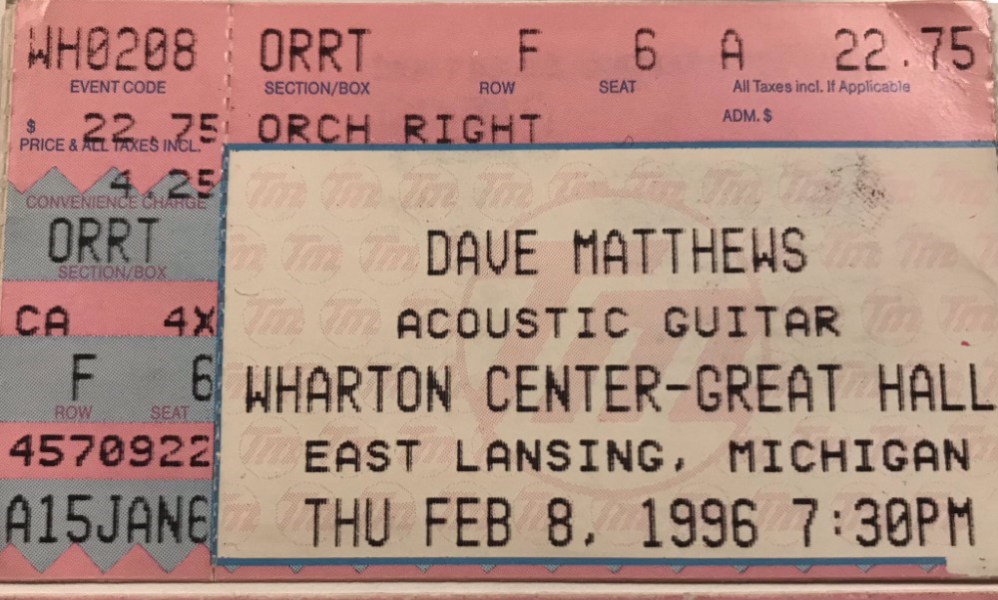 WH0208
EVENT CODE
$ 22.75
PRICE & ALL TAXES INCL.
4.25
CONVENIENCE CHARGE
ORRT
SECTION/BOX
CA 4X
F 6
ROW SEAT
4570922
A15JAN6
ORRT F 6 A 22.75
SECTION/BOX ROW SEAT All Taxes incl. If Applicable
ADM. $
ORCH RIGHT
DAVE MATTHEWS
ACOUSTIC GUITAR
WHARTON CENTER-GREAT HALL
EAST LANSING, MICHIGAN
THU FEB 8, 1996 7:30PM